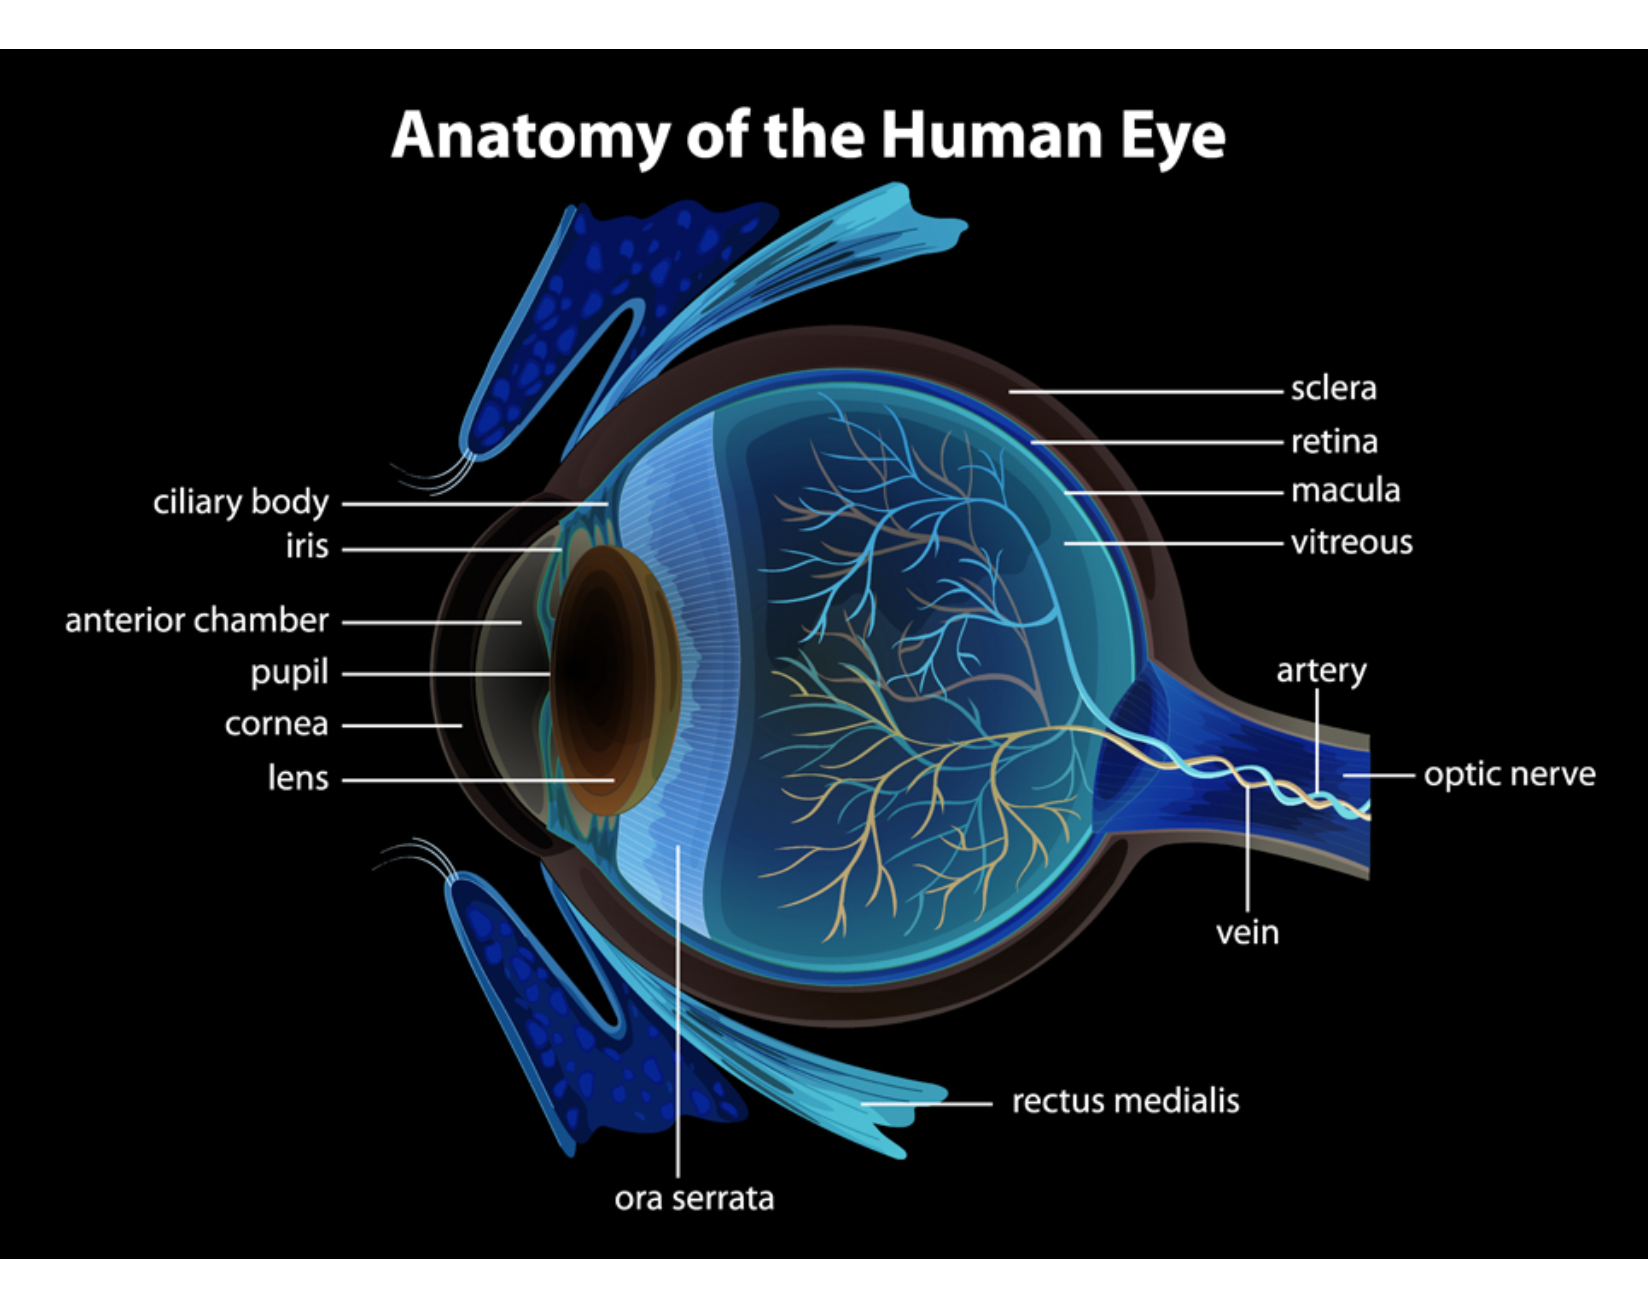 Anatomy of the Human Eye
sclera
retina
macula
vitreous
ciliary body
iris
anterior chamber
pupil
cornea
lens
artery
optic nerve
vein
rectus medialis
ora serrata